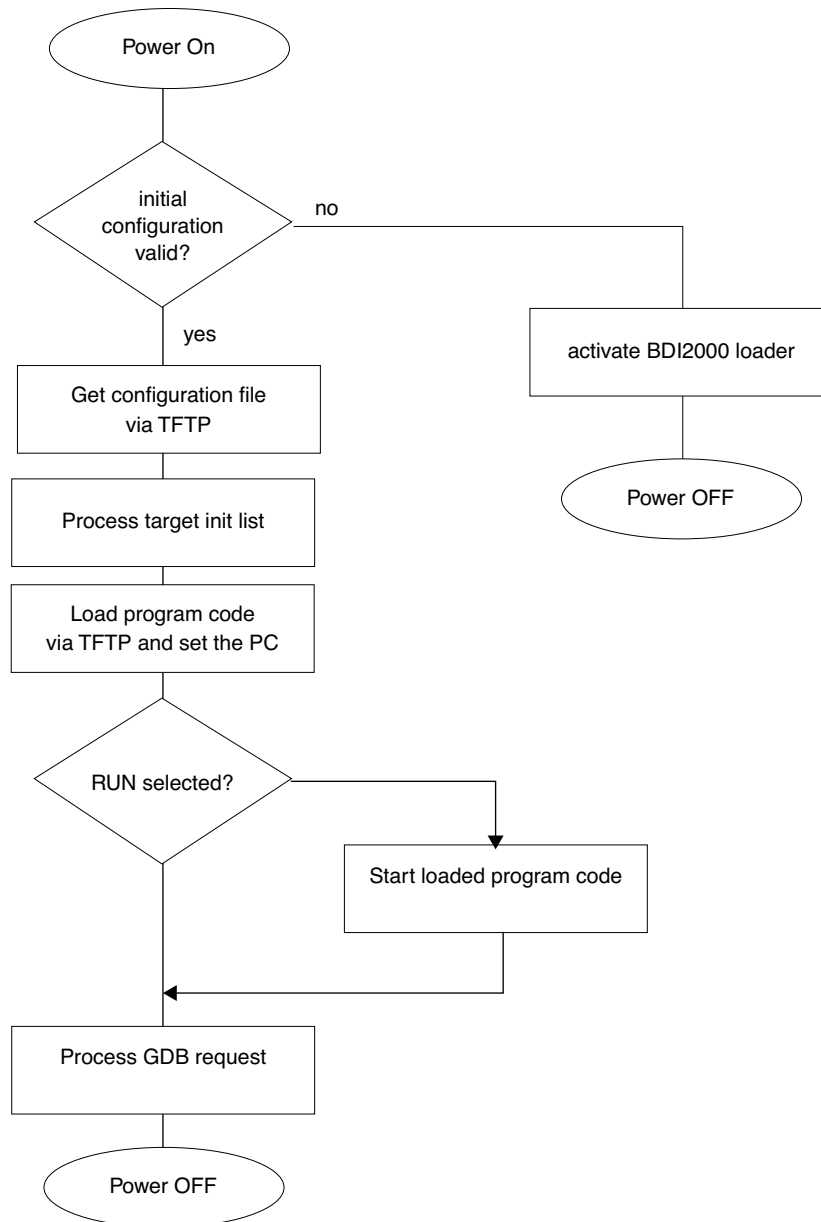 Power On
initial
configuration
valid?
no
yes
activate BDI2000 loader
Get configuration file
via TFTP
Power OFF
Process target init list
Load program code
via TFTP and set the PC
RUN selected?
Start loaded program code
Process GDB request
Power OFF